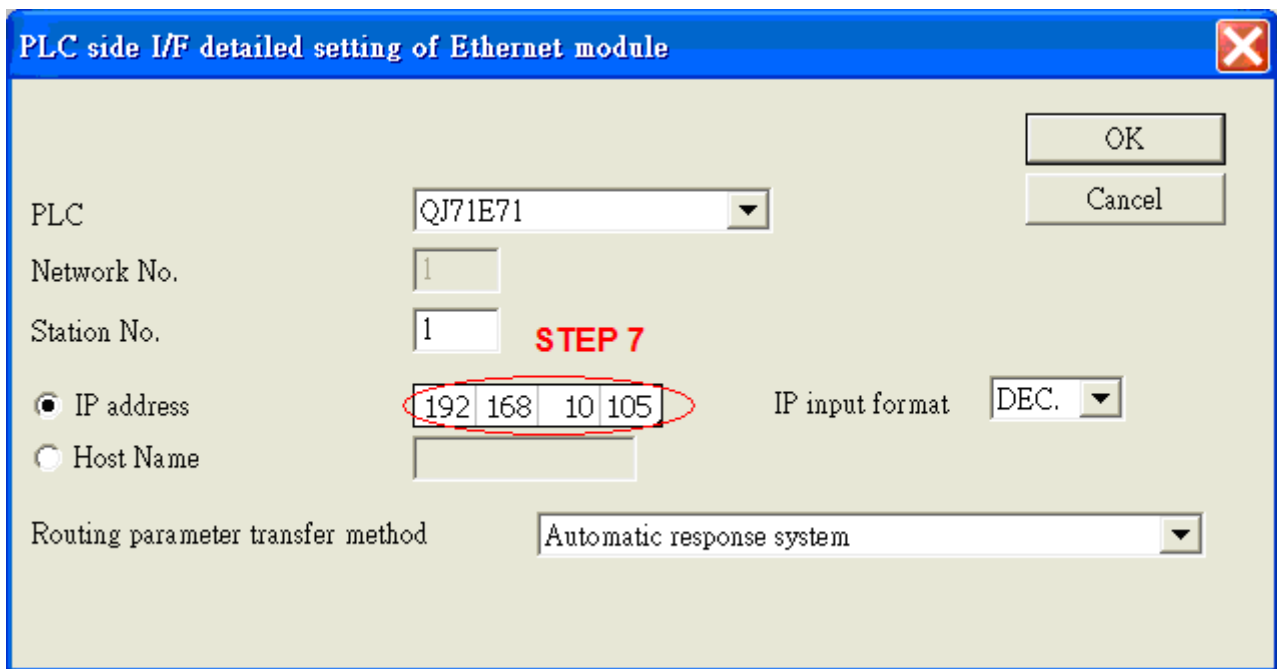 PLC side I/F detailed setting of Ethernet module
OK
Cancel
PLC QJ71E71
Network No. 1
Station No. 1
STEP 7
IP address 192 168 10 105 IP input format DEC.
Host Name
Routing parameter transfer method Automatic response system